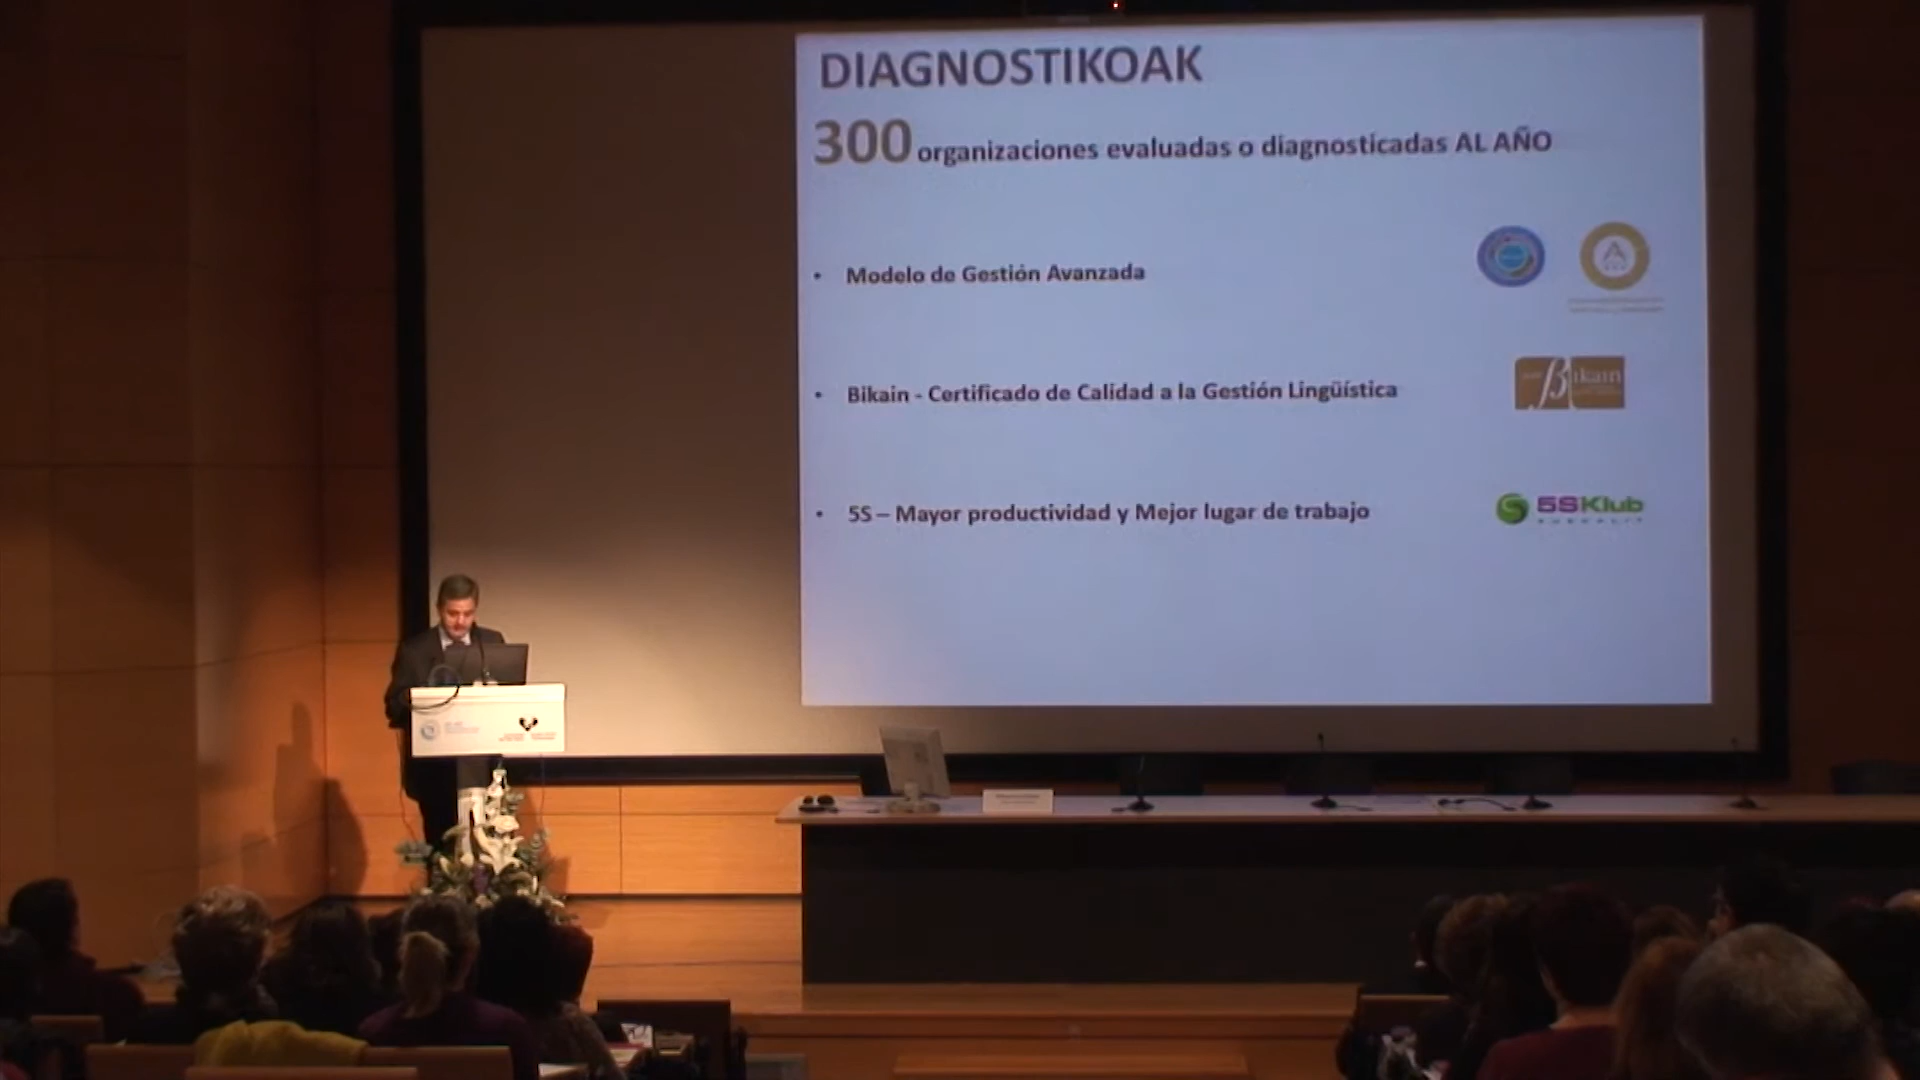 DIAGNOSTIKOAK
300 organizaciones evaluadas o diagnosticadas AL AÑO
• Modelo de Gestión Avanzada
• Bikain - Certificado de Calidad a la Gestión Lingüística
Bikain
• 5S – Mayor productividad y Mejor lugar de trabajo
5SKlub